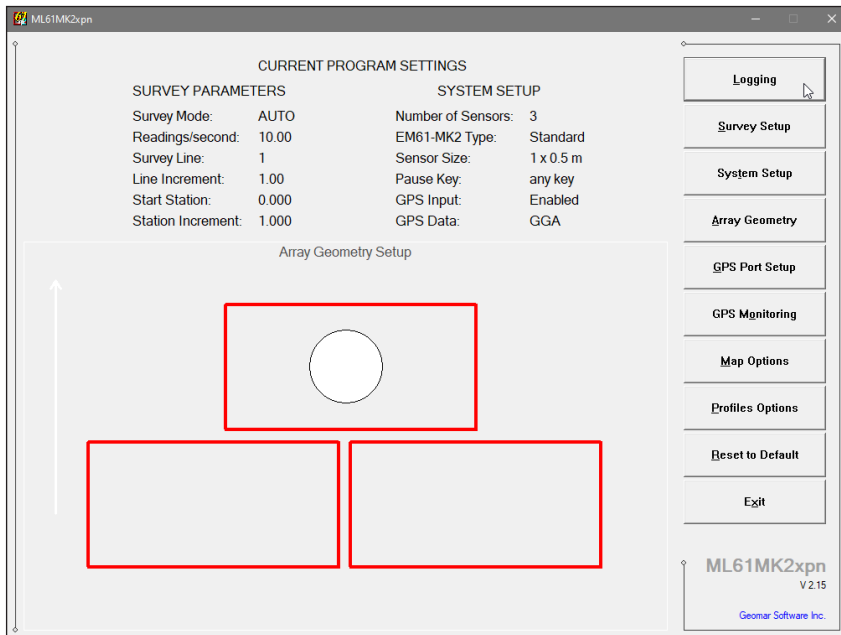 ML61MK2xpn
CURRENT PROGRAM SETTINGS
SURVEY PARAMETERS SYSTEM SETUP
Survey Mode: AUTO Number of Sensors: 3
Readings/second: 10.00 EM61-MK2 Type: Standard
Survey Line: 1 Sensor Size: 1 x 0.5 m
Line Increment: 1.00 Pause Key: any key
Start Station: 0.000 GPS Input: Enabled
Station Increment: 1.000 GPS Data: GGA
Array Geometry Setup
Logging
Survey Setup
System Setup
Array Geometry
GPS Port Setup
GPS Monitoring
Map Options
Profiles Options
Reset to Default
Exit
ML61MK2xpn
V 2.15
Geomar Software Inc.